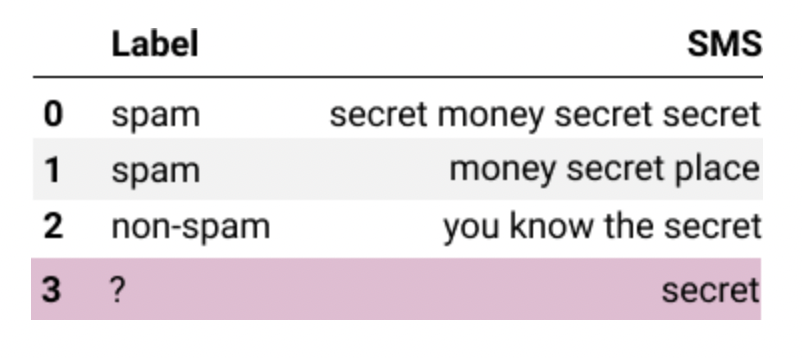 Label SMS
0 spam secret money secret secret
1 spam money secret place
2 non-spam you know the secret
3 ? secret